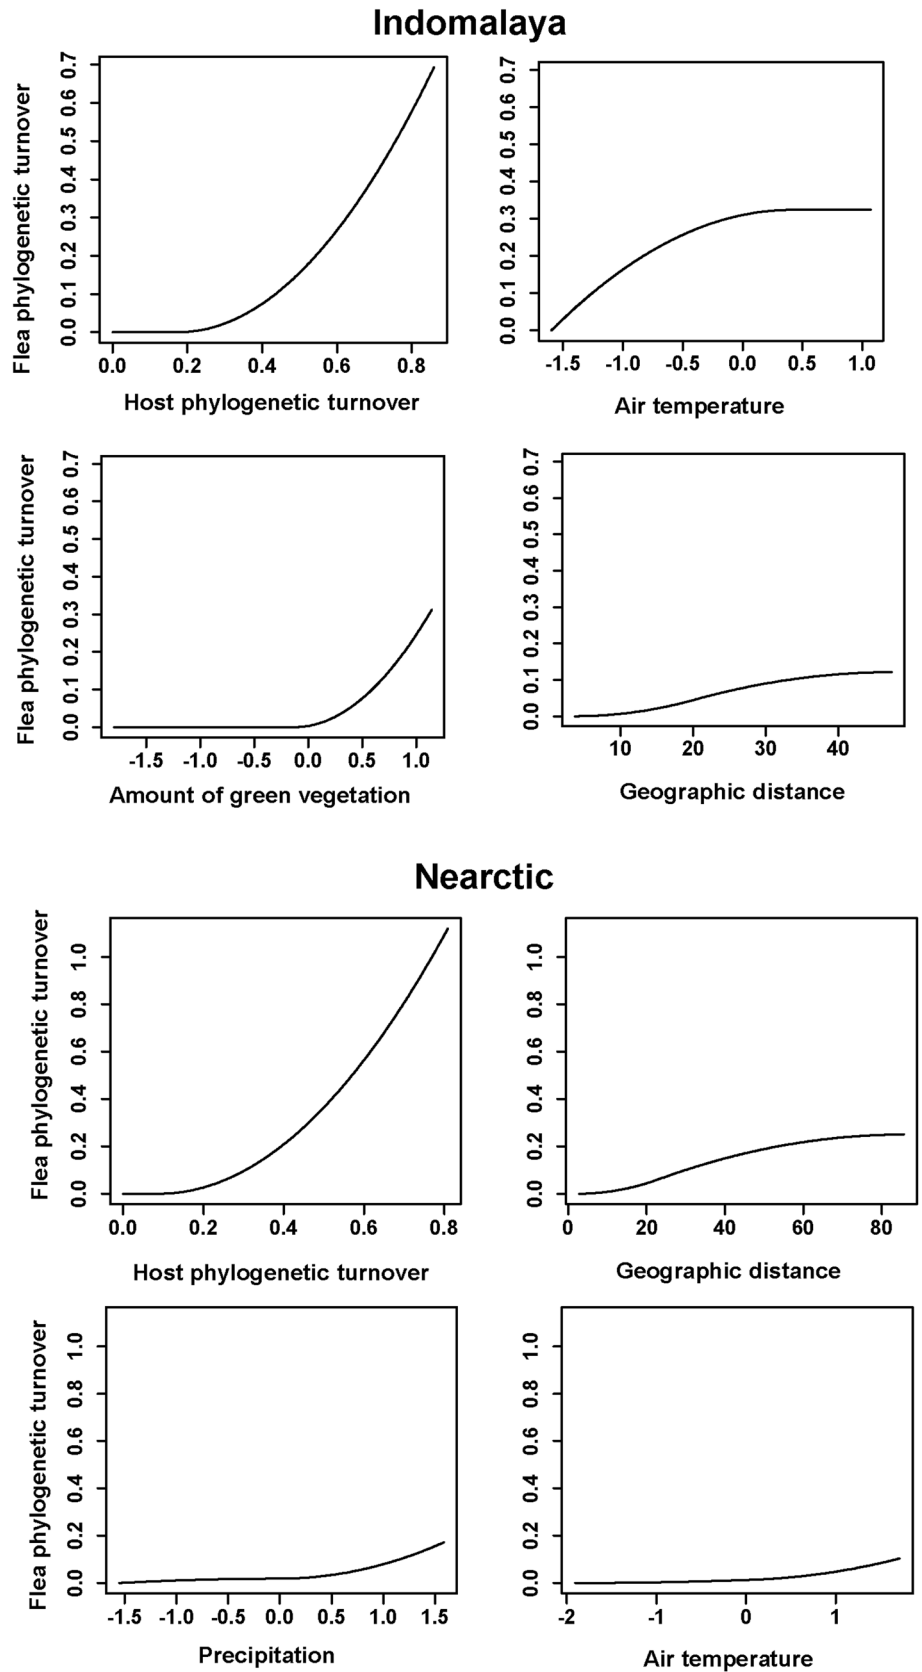 Indomalaya
Flea phylogenetic turnover
0.0 0.1 0.2 0.3 0.4 0.5 0.6 0.7
0.0 0.2 0.4 0.6 0.8
Host phylogenetic turnover
0.0 0.1 0.2 0.3 0.4 0.5 0.6 0.7
-1.5 -1.0 -0.5 0.0 0.5 1.0
Air temperature
Flea phylogenetic turnover
0.0 0.1 0.2 0.3 0.4 0.5 0.6 0.7
-1.5 -1.0 -0.5 0.0 0.5 1.0
Amount of green vegetation
0.0 0.1 0.2 0.3 0.4 0.5 0.6 0.7
10 20 30 40
Geographic distance
Nearctic
Flea phylogenetic turnover
0.0 0.2 0.4 0.6 0.8 1.0
0.0 0.2 0.4 0.6 0.8
Host phylogenetic turnover
0.0 0.2 0.4 0.6 0.8 1.0
0 20 40 60 80
Geographic distance
Flea phylogenetic turnover
0.0 0.2 0.4 0.6 0.8 1.0
-1.5 -1.0 -0.5 0.0 0.5 1.0 1.5
Precipitation
0.0 0.2 0.4 0.6 0.8 1.0
-2 -1 0 1
Air temperature